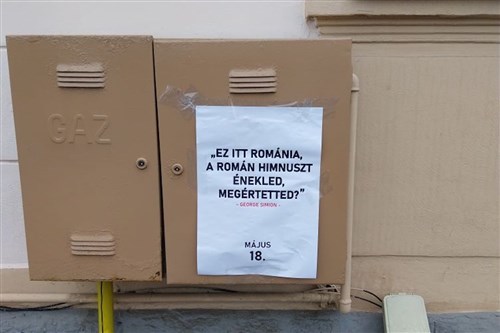 GAZ
„EZ ITT ROMÁNIA,
A ROMÁN HIMNUSZT
ÉNEKLED,
MEGÉRTETTED?"
- GEORGE SIMION -
MÁJUS
18.